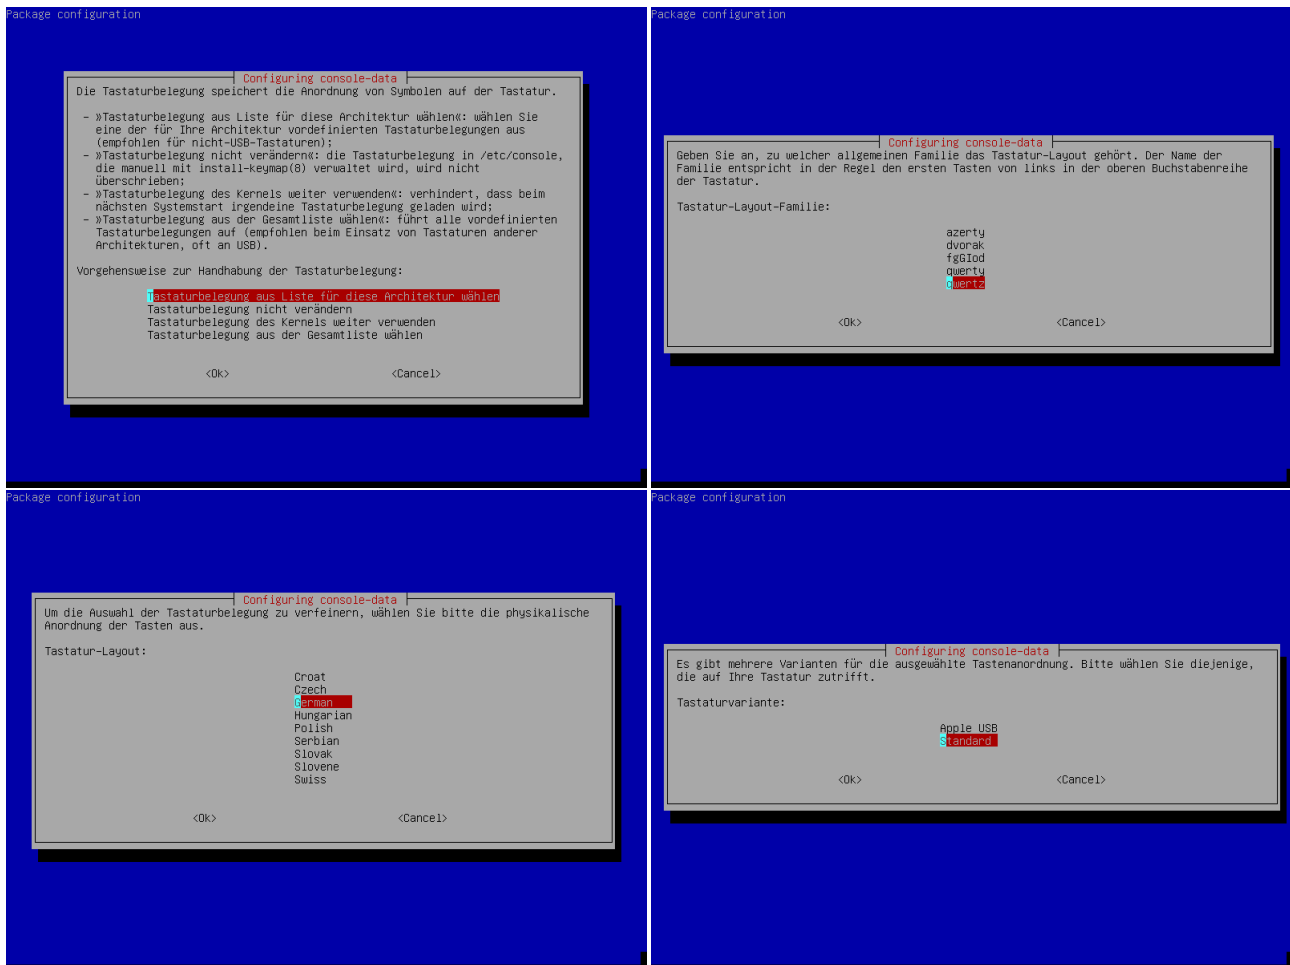 Package configuration
Configuring console-data
Die Tastaturbelegung speichert die Anordnung von Symbolen auf der Tastatur.
- »Tastaturbelegung aus Liste für diese Architektur wählen«: wählen Sie
eine der für Ihre Architektur vordefinierten Tastaturbelegungen aus
(empfohlen für nicht-USB-Tastaturen);
- »Tastaturbelegung nicht verändern«: die Tastaturbelegung in /etc/console,
die manuell mit install-keymap(8) verwaltet wird, wird nicht
überschrieben;
- »Tastaturbelegung des Kernels weiter verwenden«: verhindert, dass beim
nächsten Systemstart irgendeine Tastaturbelegung geladen wird;
- »Tastaturbelegung aus der Gesamtliste wählen«: führt alle vordefinierten
Tastaturbelegungen auf (empfohlen beim Einsatz von Tastaturen anderer
Architekturen, oft an USB).
Vorgehensweise zur Handhabung der Tastaturbelegung:
Tastaturbelegung aus Liste für diese Architektur wählen
Tastaturbelegung nicht verändern
Tastaturbelegung des Kernels weiter verwenden
Tastaturbelegung aus der Gesamtliste wählen
<Ok> <Cancel>
Package configuration
Configuring console-data
Geben Sie an, zu welcher allgemeinen Familie das Tastatur-Layout gehört. Der Name der
Familie entspricht in der Regel den ersten Tasten von links in der oberen Buchstabenreihe
der Tastatur.
Tastatur-Layout-Familie:
azerty
dvorak
fgGIod
qwerty
qwertz
<Ok> <Cancel>
Package configuration
Configuring console-data
Um die Auswahl der Tastaturbelegung zu verfeinern, wählen Sie bitte die physikalische
Anordnung der Tasten aus.
Tastatur-Layout:
Croat
Czech
German
Hungarian
Polish
Serbian
Slovak
Slovene
Swiss
<Ok> <Cancel>
Package configuration
Configuring console-data
Es gibt mehrere Varianten für die ausgewählte Tastenanordnung. Bitte wählen Sie diejenige,
die auf Ihre Tastatur zutrifft.
Tastaturvariante:
Apple USB
Standard
<Ok> <Cancel>